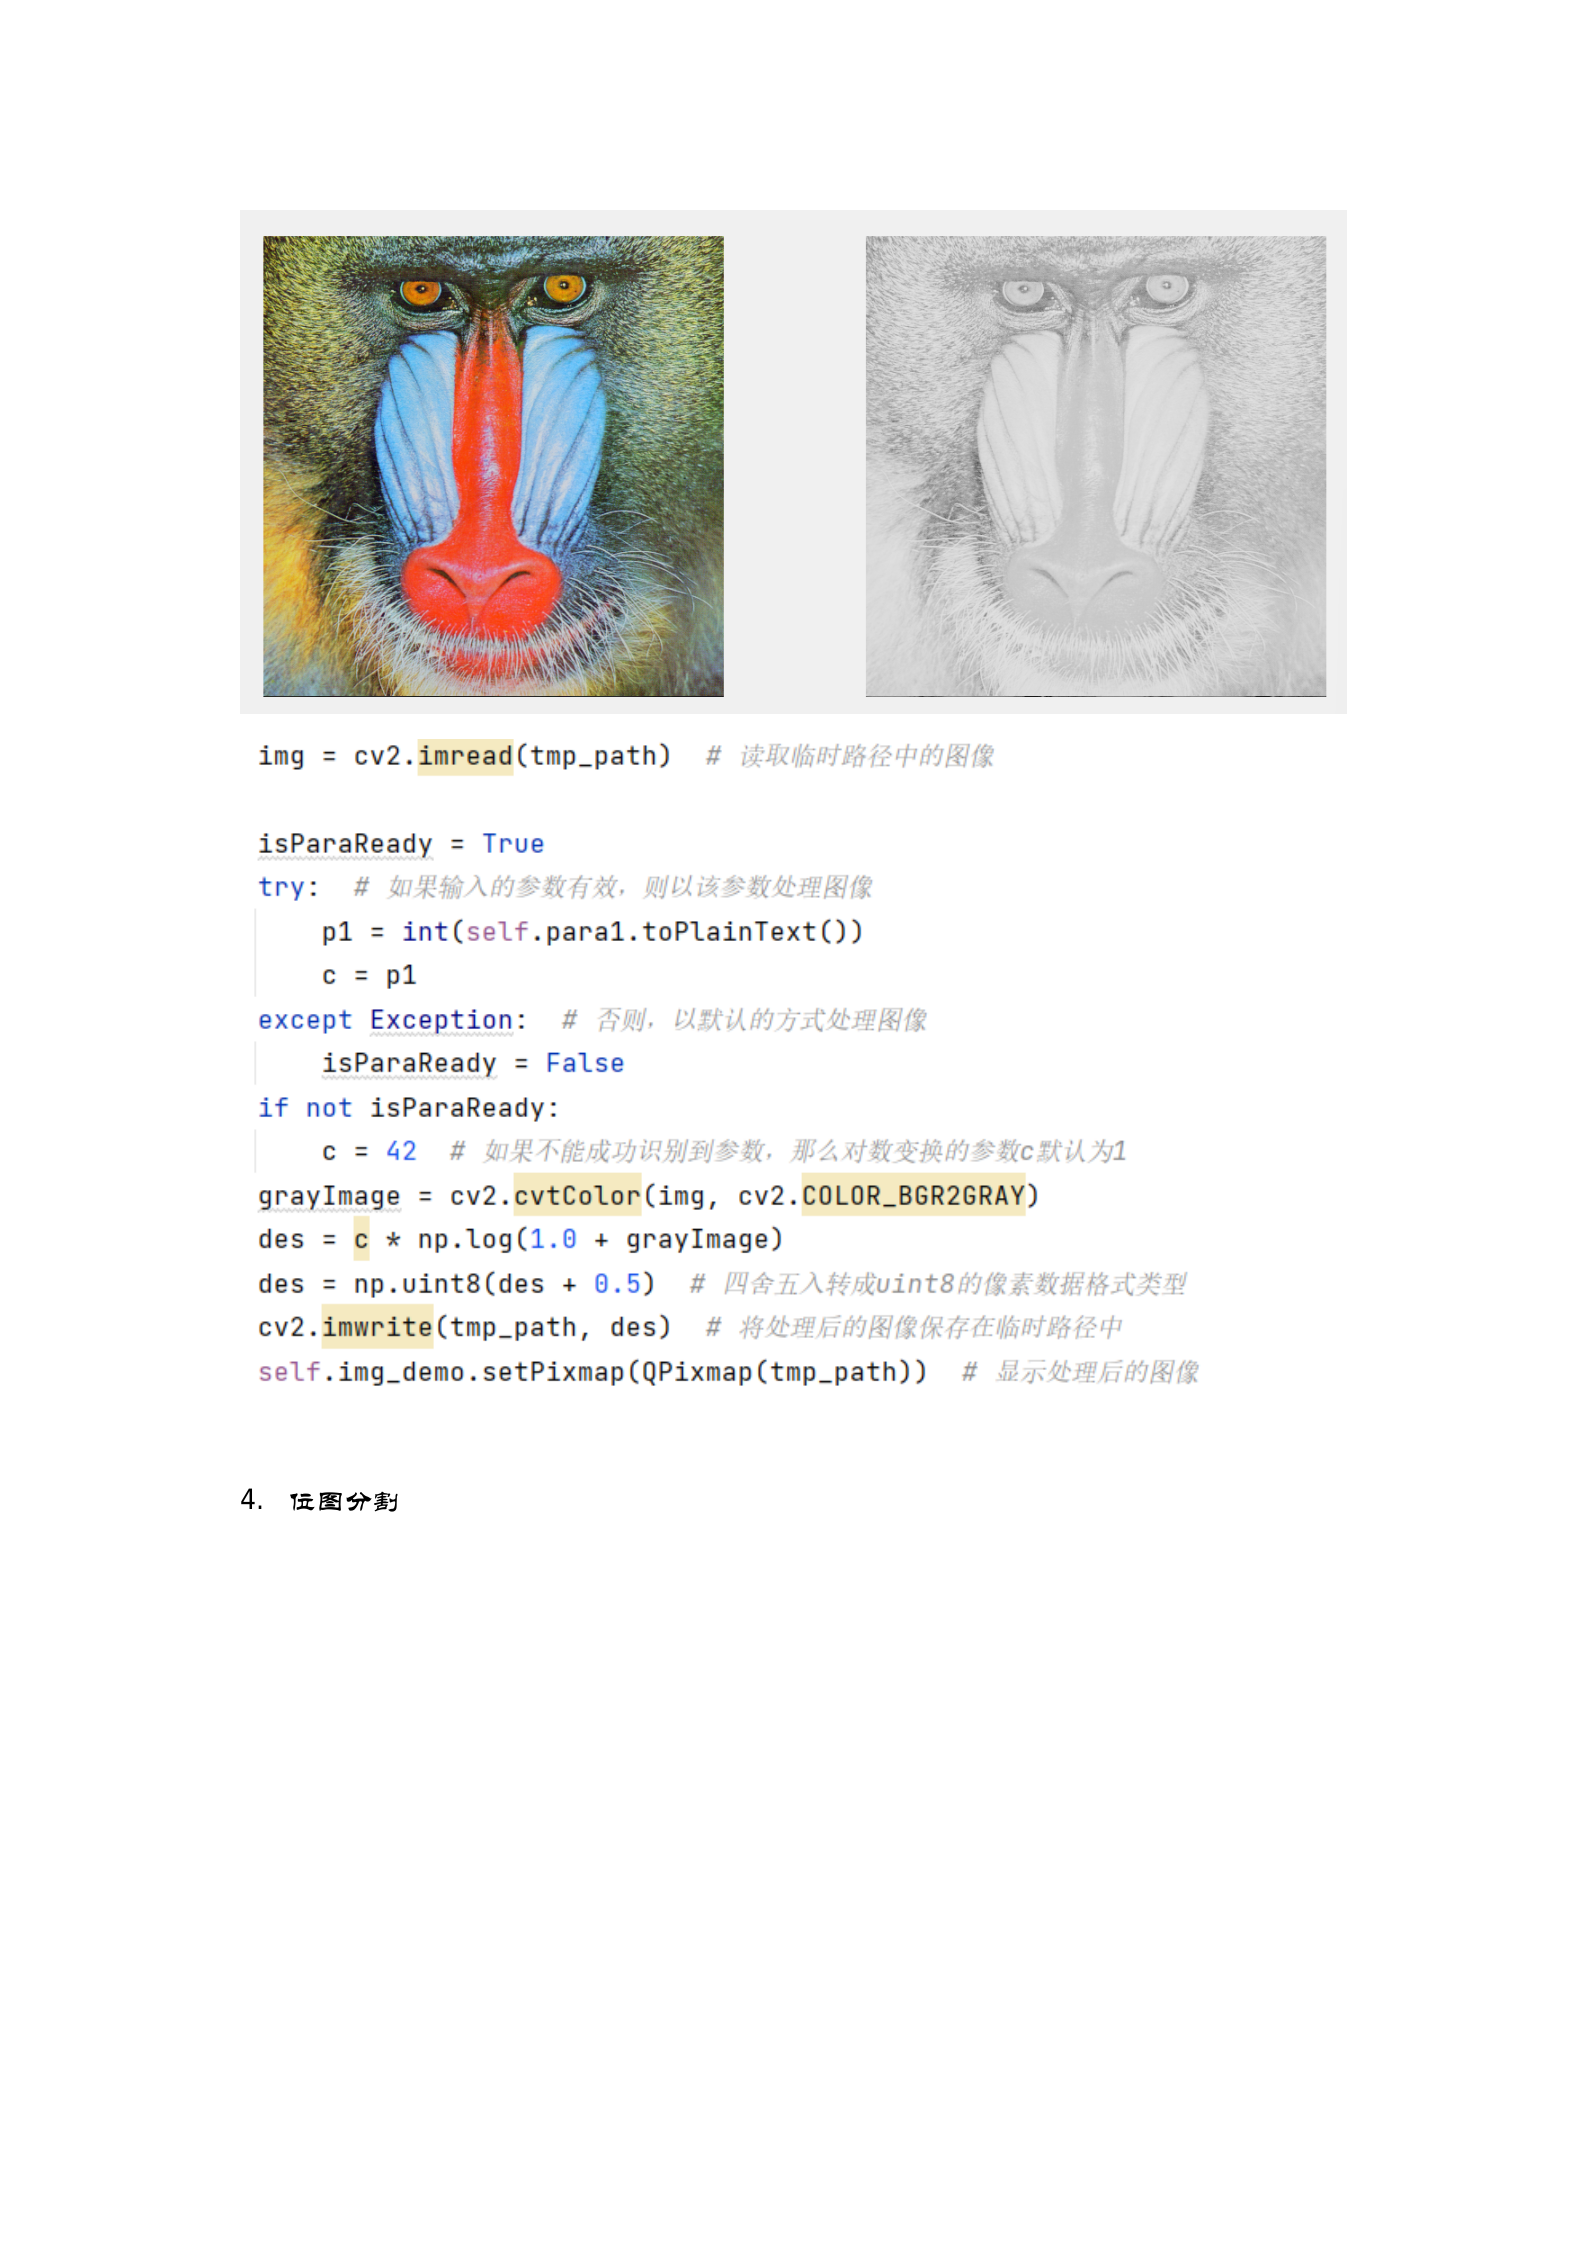 img = cv2.imread(tmp_path)  # 读取临时路径中的图像
isParaReady = True
try:  # 如果输入的参数有效，则以该参数处理图像
    p1 = int(self.para1.toPlainText())
    c = p1
except Exception:  # 否则，以默认的方式处理图像
    isParaReady = False
if not isParaReady:
    c = 42  # 如果不能成功识别到参数，那么对数变换的参数c默认为1
grayImage = cv2.cvtColor(img, cv2.COLOR_BGR2GRAY)
des = c * np.log(1.0 + grayImage)
des = np.uint8(des + 0.5)  # 四舍五入转成uint8的像素数据格式类型
cv2.imwrite(tmp_path, des)  # 将处理后的图像保存在临时路径中
self.img_demo.setPixmap(QPixmap(tmp_path))  # 显示处理后的图像
4. 位图分割